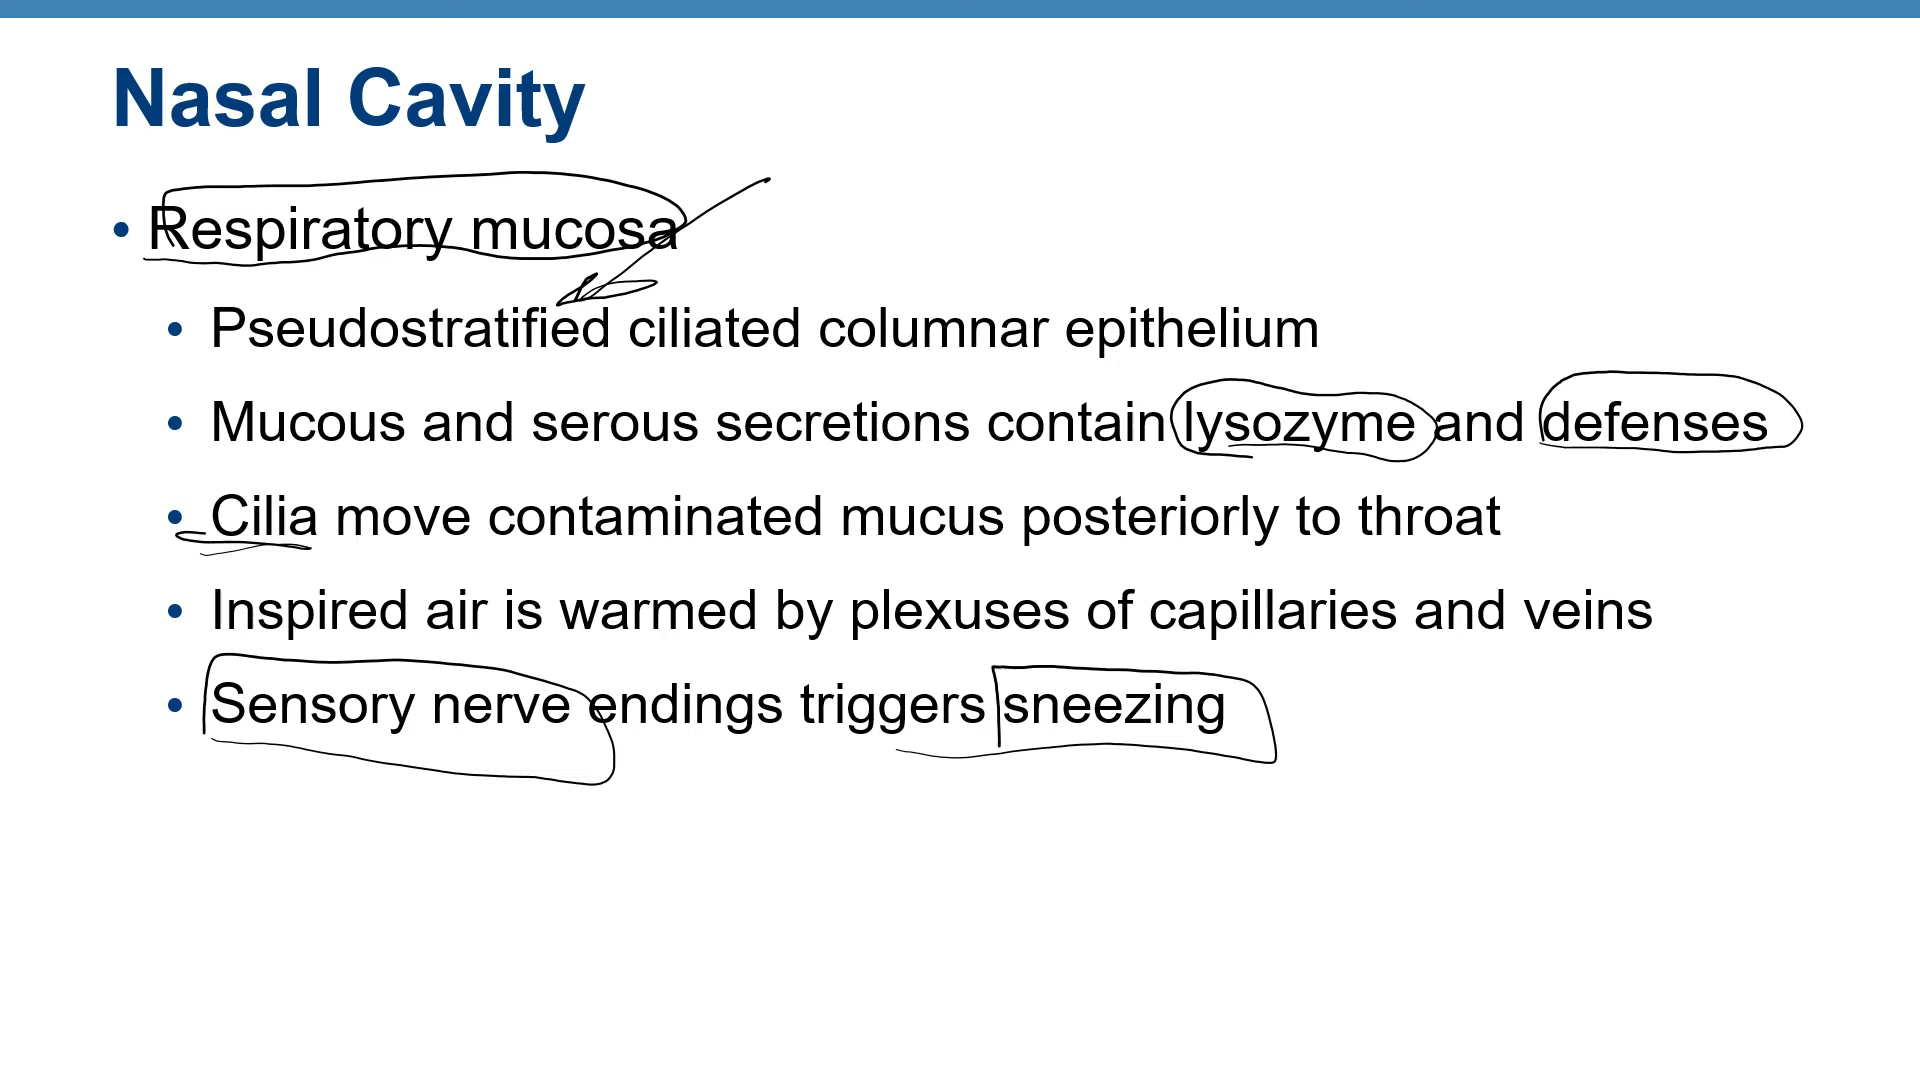 Nasal Cavity
• Respiratory mucosa
• Pseudostratified ciliated columnar epithelium
• Mucous and serous secretions contain lysozyme and defenses
• Cilia move contaminated mucus posteriorly to throat
• Inspired air is warmed by plexuses of capillaries and veins
• Sensory nerve endings triggers sneezing